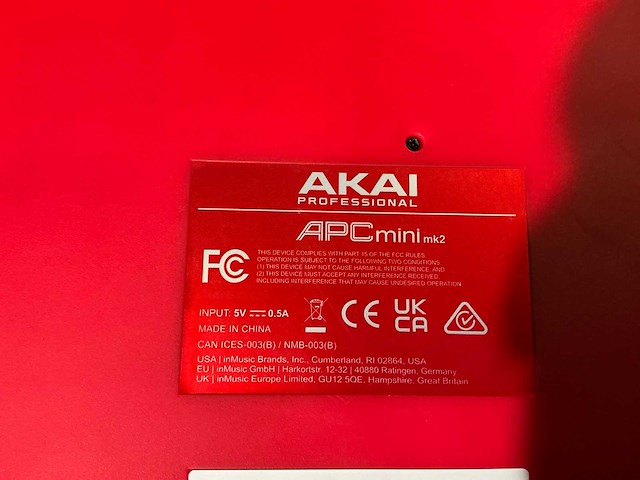 AKAI
PROFESSIONAL
APCmini mk2
FC
THIS DEVICE COMPLIES WITH PART 15 OF THE FCC RULES.
OPERATION IS SUBJECT TO THE FOLLOWING TWO CONDITIONS.
(1) THIS DEVICE MAY NOT CAUSE HARMFUL INTERFERENCE, AND
(2) THIS DEVICE MUST ACCEPT ANY INTERFERENCE RECEIVED,
INCLUDING INTERFERENCE THAT MAY CAUSE UNDESIRED OPERATION
INPUT: 5V ⎓ 0.5A
CE
UK
CA
MADE IN CHINA
CAN ICES-003(B) / NMB-003(B)
USA | inMusic Brands, Inc., Cumberland, RI 02864, USA
EU | inMusic GmbH | Harkortstr. 12-32 | 40880 Ratingen, Germany
UK | inMusic Europe Limited, GU12 5QE, Hampshire, Great Britain